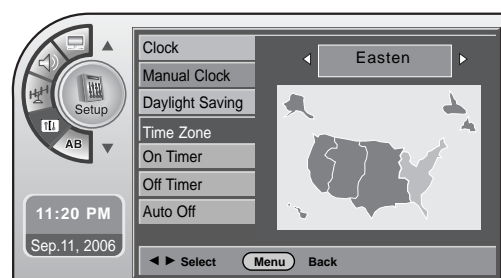 Setup
AB
11:20 PM
Sep.11, 2006
Clock
Manual Clock
Daylight Saving
Time Zone
On Timer
Off Timer
Auto Off
Easten
Select
Menu
Back